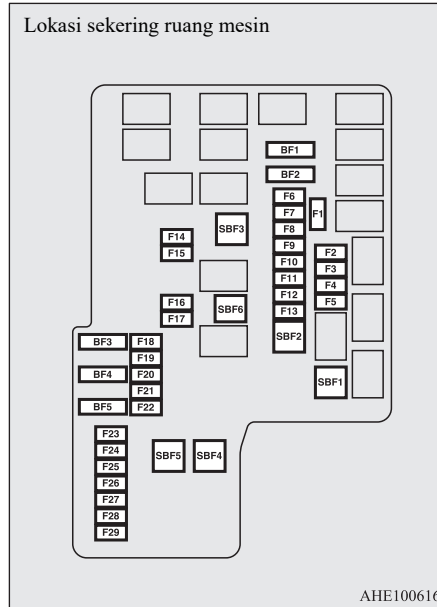 Lokasi sekering ruang mesin
BF1
BF2
F6
F7
F1
F8
SBF3
F14
F9
F15
F2
F10
F3
F11
F4
F12
F5
F16
SBF6
F13
F17
SBF2
BF3
F18
F19
BF4
F20
SBF1
F21
BF5
F22
F23
F24
SBF5
SBF4
F25
F26
F27
F28
F29
AHE100616